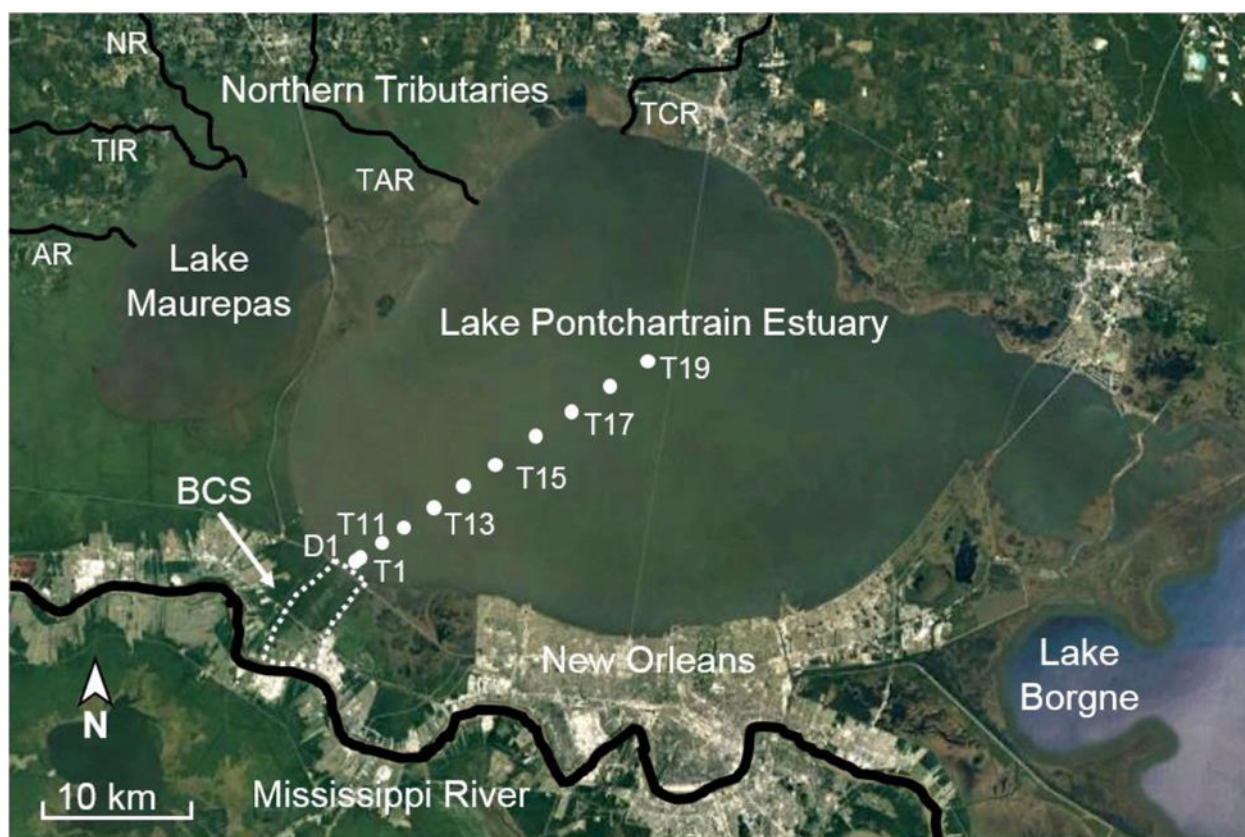 NR
Northern Tributaries
TCR
TIR
TAR
AR
Lake
Maurepas
Lake Pontchartrain Estuary
T19
T17
T15
BCS
T13
T11
D1
T1
New Orleans
Lake
Borgne
N
10 km
Mississippi River